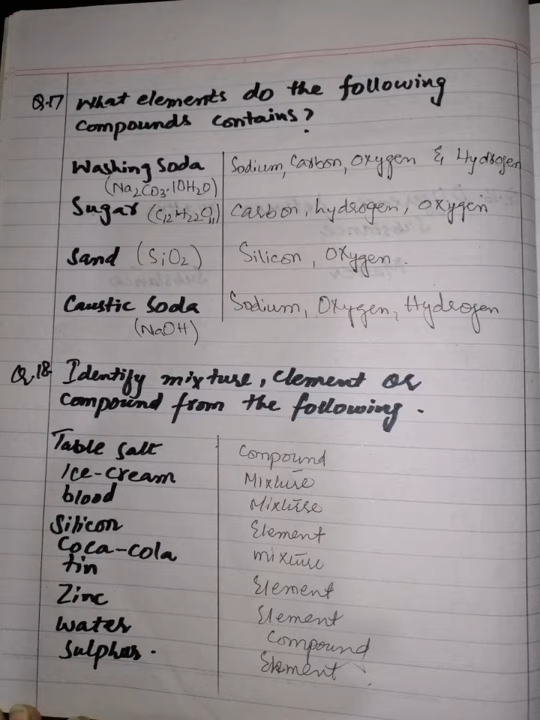 Q.17 What elements do the following
compounds contains?
Washing Soda | Sodium, Carbon, Oxygen & Hydrogen
(Na2CO3.10H2O)
Sugar (C12H22O11) | Carbon, hydrogen, Oxygen
Sand (SiO2) | Silicon, Oxygen.
Caustic Soda | Sodium, Oxygen, Hydrogen
(NaOH)
Q.18 Identify mixture, element or
compound from the following.
Table salt | Compound
Ice-cream | Mixture
blood | Mixture
Silicon | Element
Coca-cola | mixture
tin | Element
Zinc | Element
Water | Compound
Sulphur. | Element